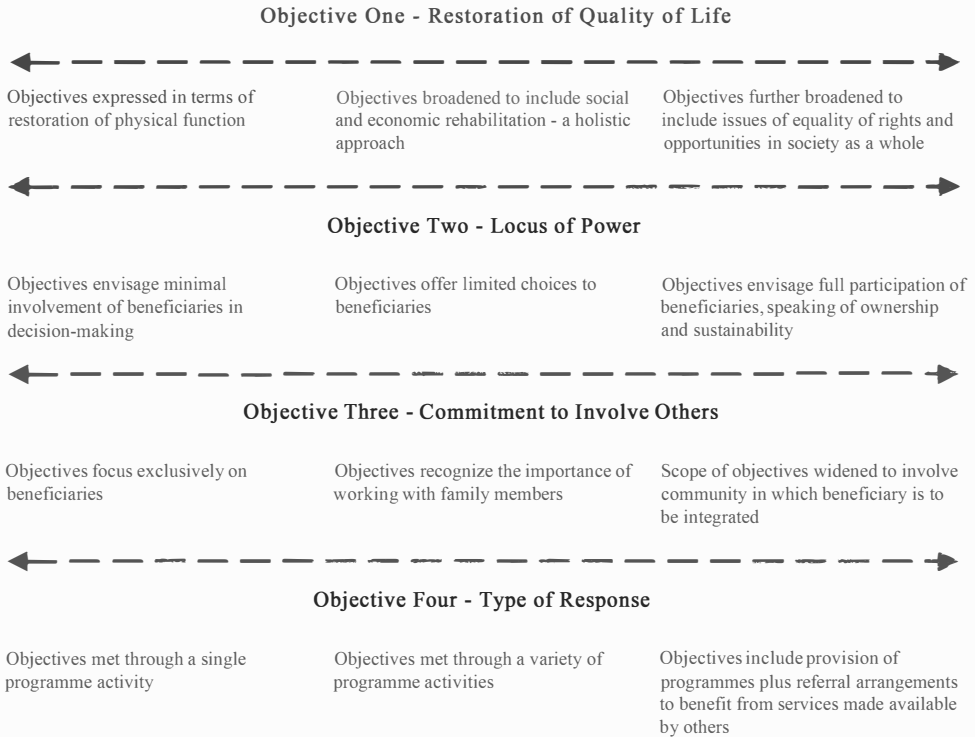 Objective One - Restoration of Quality of Life
Objectives expressed in terms of
restoration of physical function
Objectives broadened to include social
and economic rehabilitation - a holistic
approach
Objectives further broadened to
include issues of equality of rights and
opportunities in society as a whole
Objective Two - Locus of Power
Objectives envisage minimal
involvement of beneficiaries in
decision-making
Objectives offer limited choices to
beneficiaries
Objectives envisage full participation of
beneficiaries, speaking of ownership
and sustainability
Objective Three - Commitment to Involve Others
Objectives focus exclusively on
beneficiaries
Objectives recognize the importance of
working with family members
Scope of objectives widened to involve
community in which beneficiary is to
be integrated
Objective Four - Type of Response
Objectives met through a single
programme activity
Objectives met through a variety of
programme activities
Objectives include provision of
programmes plus referral arrangements
to benefit from services made available
by others